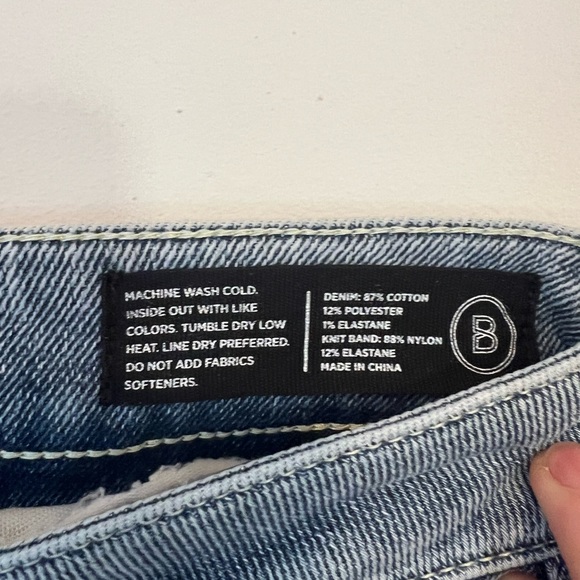 MACHINE WASH COLD.
INSIDE OUT WITH LIKE
COLORS. TUMBLE DRY LOW
HEAT. LINE DRY PREFERRED.
DO NOT ADD FABRICS
SOFTENERS.
DENIM: 87% COTTON
12% POLYESTER
1% ELASTANE
KNIT BAND: 88% NYLON
12% ELASTANE
MADE IN CHINA
B